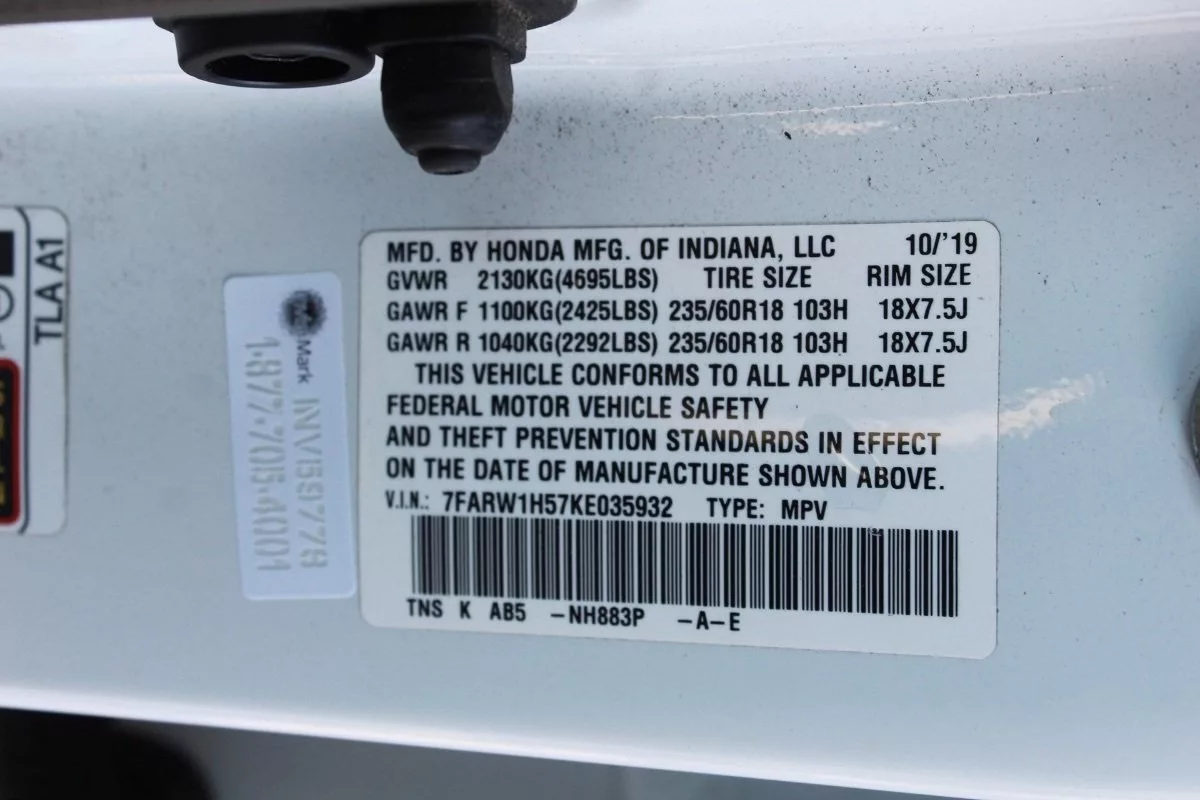 MFD. BY HONDA MFG. OF INDIANA, LLC 10/'19
GVWR 2130KG(4695LBS) TIRE SIZE RIM SIZE
GAWR F 1100KG(2425LBS) 235/60R18 103H 18X7.5J
GAWR R 1040KG(2292LBS) 235/60R18 103H 18X7.5J
THIS VEHICLE CONFORMS TO ALL APPLICABLE
FEDERAL MOTOR VEHICLE SAFETY
AND THEFT PREVENTION STANDARDS IN EFFECT
ON THE DATE OF MANUFACTURE SHOWN ABOVE.
V.I.N.: 7FARW1H57KE035932 TYPE: MPV
TNS K AB5 -NH883P -A-E
TLA A1
Mark INV59778
1·877·705·4001